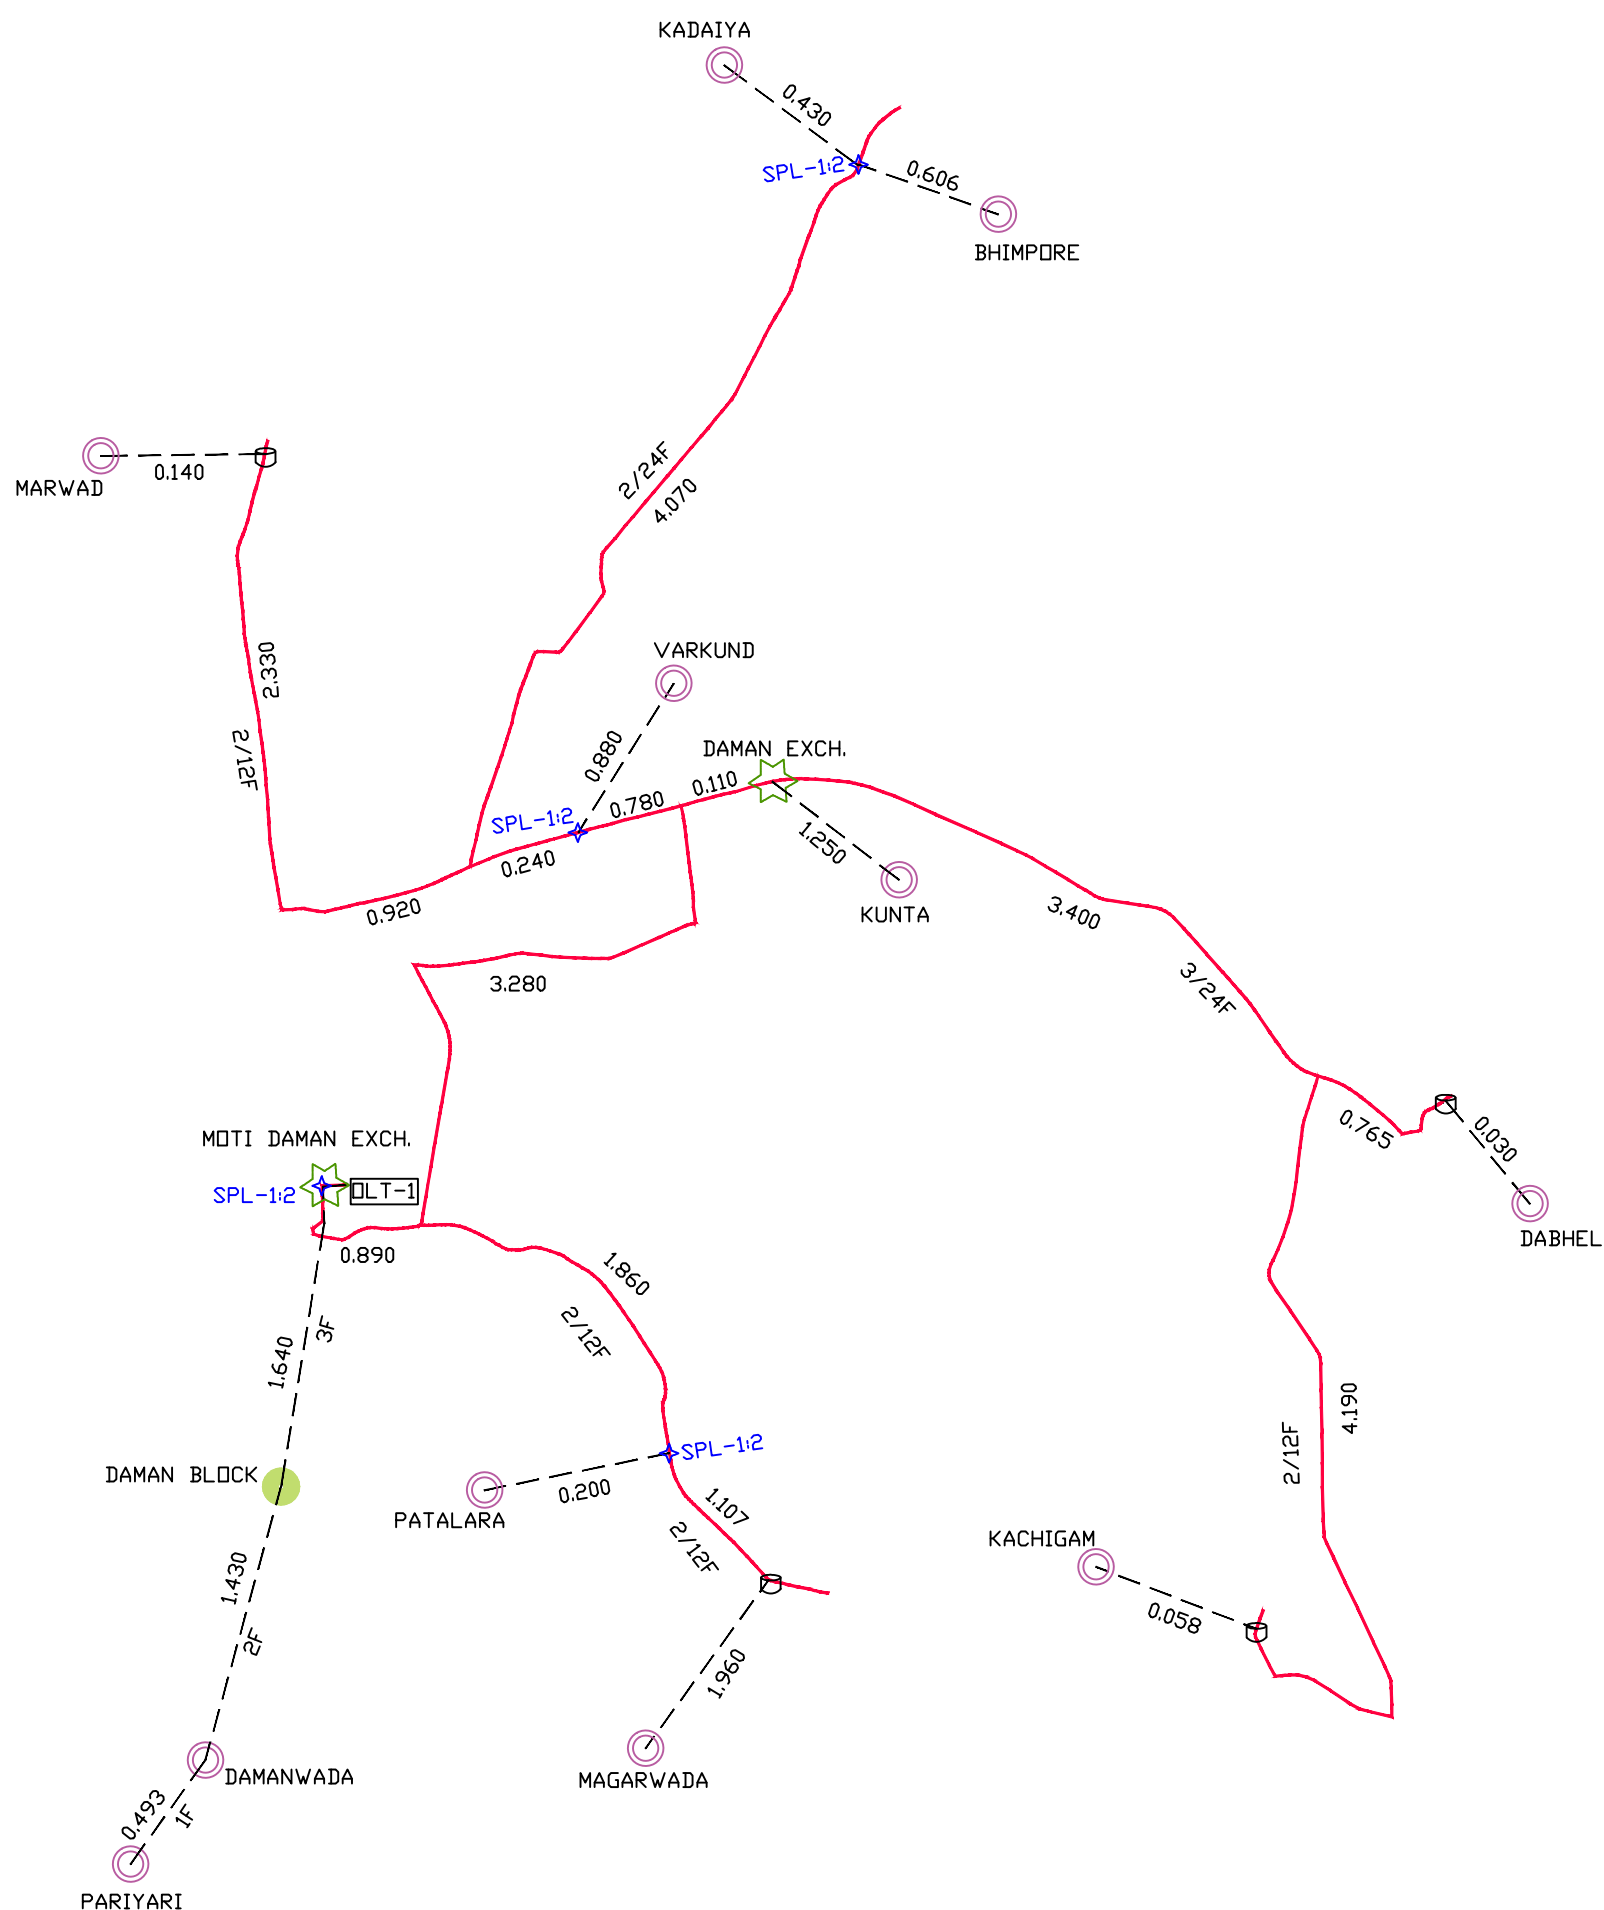 KADAIYA
0.430
SPL-1:2
0.606
BHIMPORE
2/24F
4.070
MARWAD
0.140
2.330
2/12F
VARKUND
0.880
DAMAN EXCH.
0.110
0.780
SPL-1:2
0.240
0.920
1.250
KUNTA
3.400
3/24F
3.280
0.765
0.030
DABHEL
MOTI DAMAN EXCH.
SPL-1:2
OLT-1
0.890
1.860
2/12F
1.640
3F
4.190
2/12F
DAMAN BLOCK
SPL-1:2
0.200
PATALARA
1.107
2/12F
KACHIGAM
0.058
1.430
2F
1.960
MAGARWADA
DAMANWADA
0.493
1F
PARIYARI